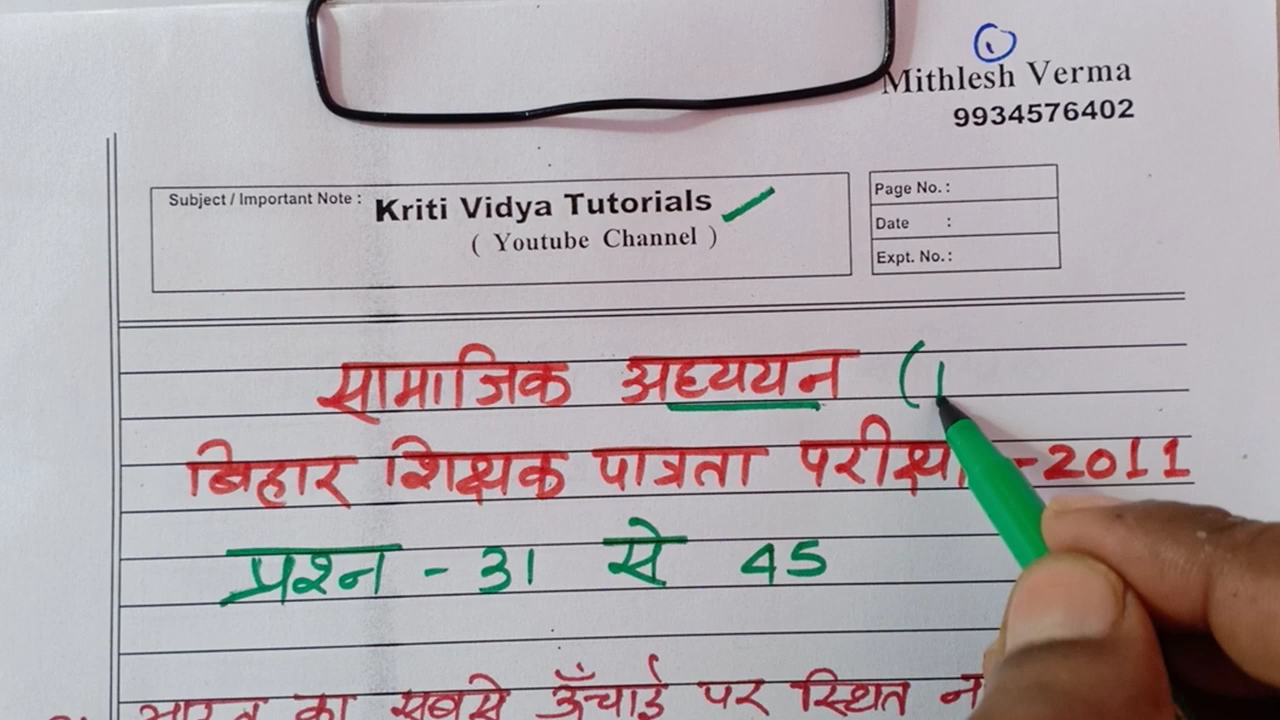 Mithlesh Verma
9934576402
Subject / Important Note : Kriti Vidya Tutorials
( Youtube Channel )
Page No. :
Date :
Expt. No. :
सामाजिक अध्ययन (1
बिहार शिक्षक पात्रता परीक्षा -2011
प्रश्न - 31 से 45
भारत का सबसे ऊँचाई पर स्थित